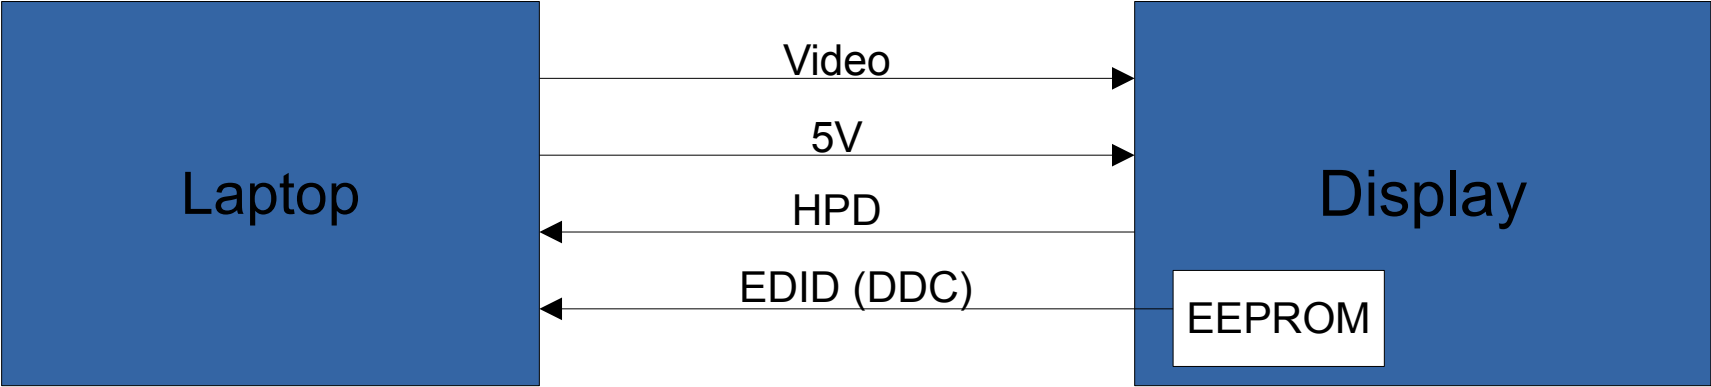 Video
5V
Laptop
Display
HPD
EDID (DDC)
EEPROM